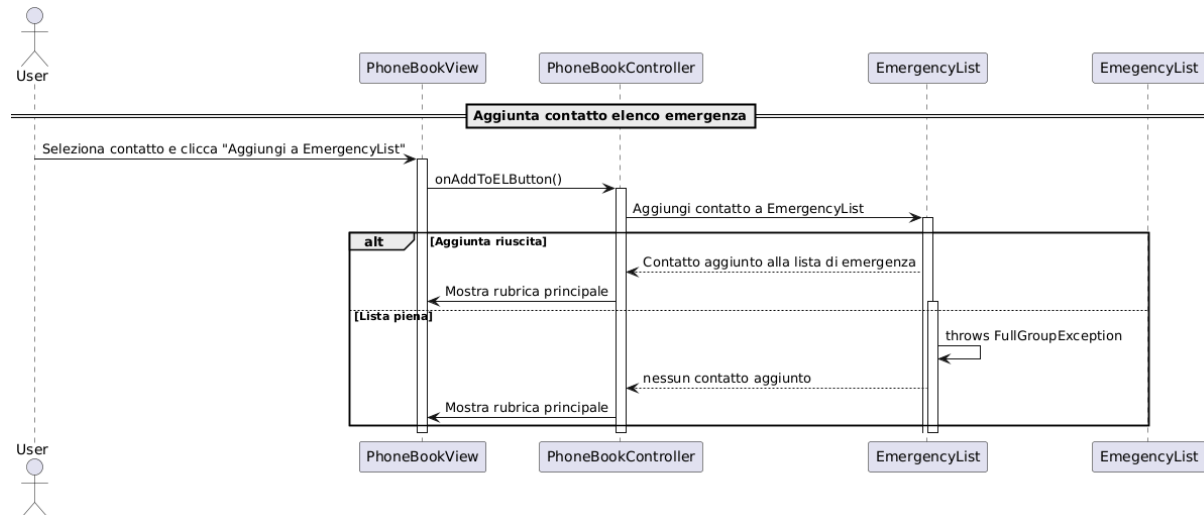 User
PhoneBookView
PhoneBookController
EmergencyList
EmegencyList
Aggiunta contatto elenco emergenza
Seleziona contatto e clicca "Aggiungi a EmergencyList"
onAddToELButton()
Aggiungi contatto a EmergencyList
alt
[Aggiunta riuscita]
Contatto aggiunto alla lista di emergenza
Mostra rubrica principale
[Lista piena]
throws FullGroupException
nessun contatto aggiunto
Mostra rubrica principale
User
PhoneBookView
PhoneBookController
EmergencyList
EmegencyList